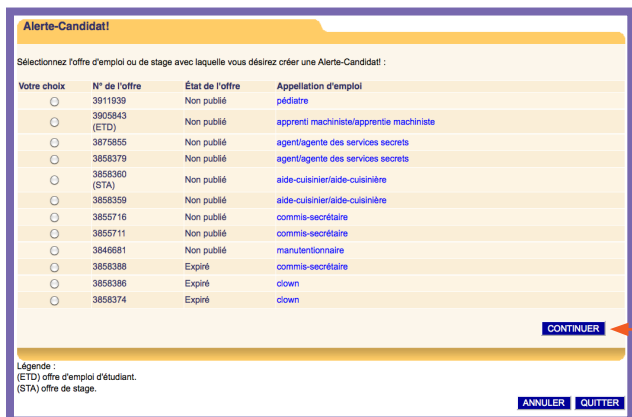 Alerte-Candidat!
Sélectionnez l'offre d'emploi ou de stage avec laquelle vous désirez créer une Alerte-Candidat! :
Votre choix N° de l'offre État de l'offre Appellation d'emploi
3911939 Non publié pédiatre
3905843 (ETD) Non publié apprenti machiniste/apprentie machiniste
3875855 Non publié agent/agente des services secrets
3858379 Non publié agent/agente des services secrets
3858360 (STA) Non publié aide-cuisinier/aide-cuisinière
3858359 Non publié aide-cuisinier/aide-cuisinière
3855716 Non publié commis-secrétaire
3855711 Non publié commis-secrétaire
3846681 Non publié manutentionnaire
3858388 Expiré commis-secrétaire
3858386 Expiré clown
3858374 Expiré clown
CONTINUER
Légende :
(ETD) offre d'emploi d'étudiant.
(STA) offre de stage.
ANNULER QUITTER